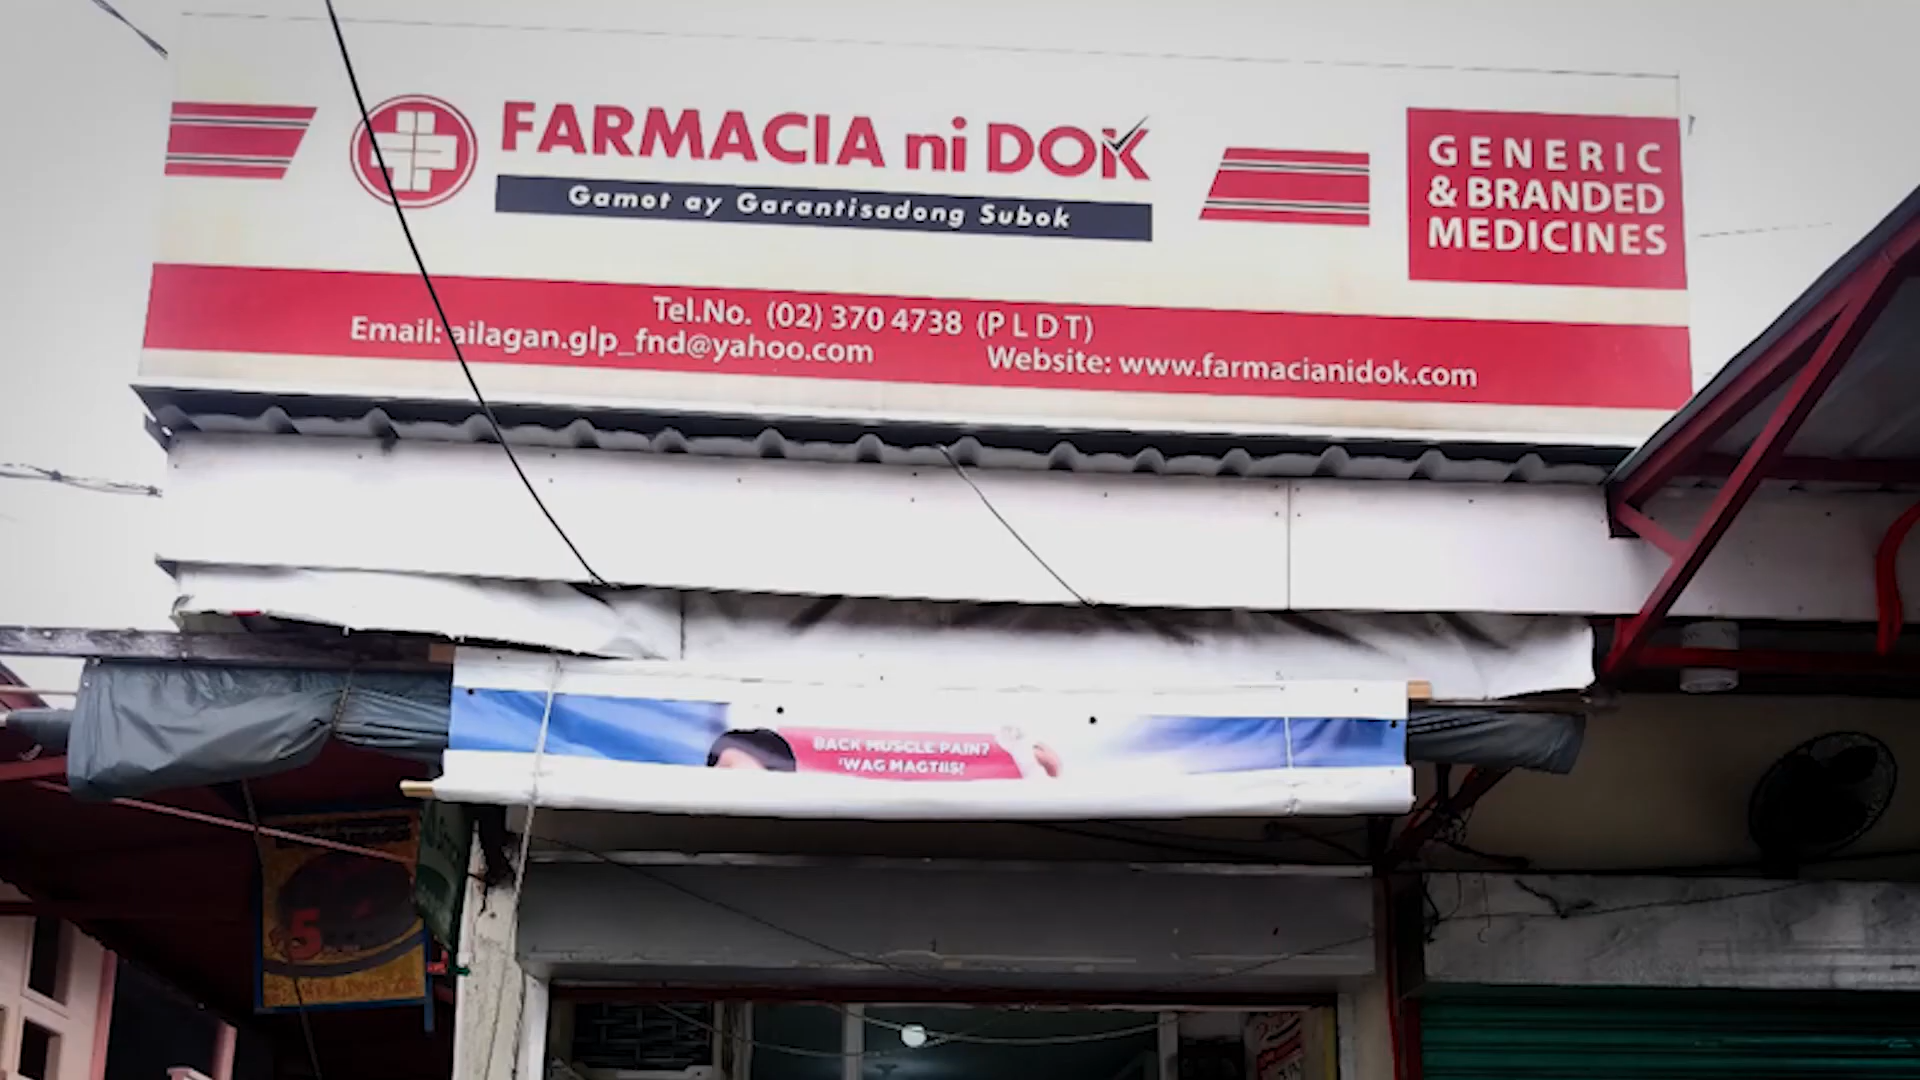 FARMACIA ni DOK
Gamot ay Garantisadong Subok
GENERIC
& BRANDED
MEDICINES
Tel.No. (02) 370 4738 (PLDT)
Email: ailagan.glp_fnd@yahoo.com
Website: www.farmacianidok.com
BACK MUSCLE PAIN?
'WAG MAGTIIS!
5